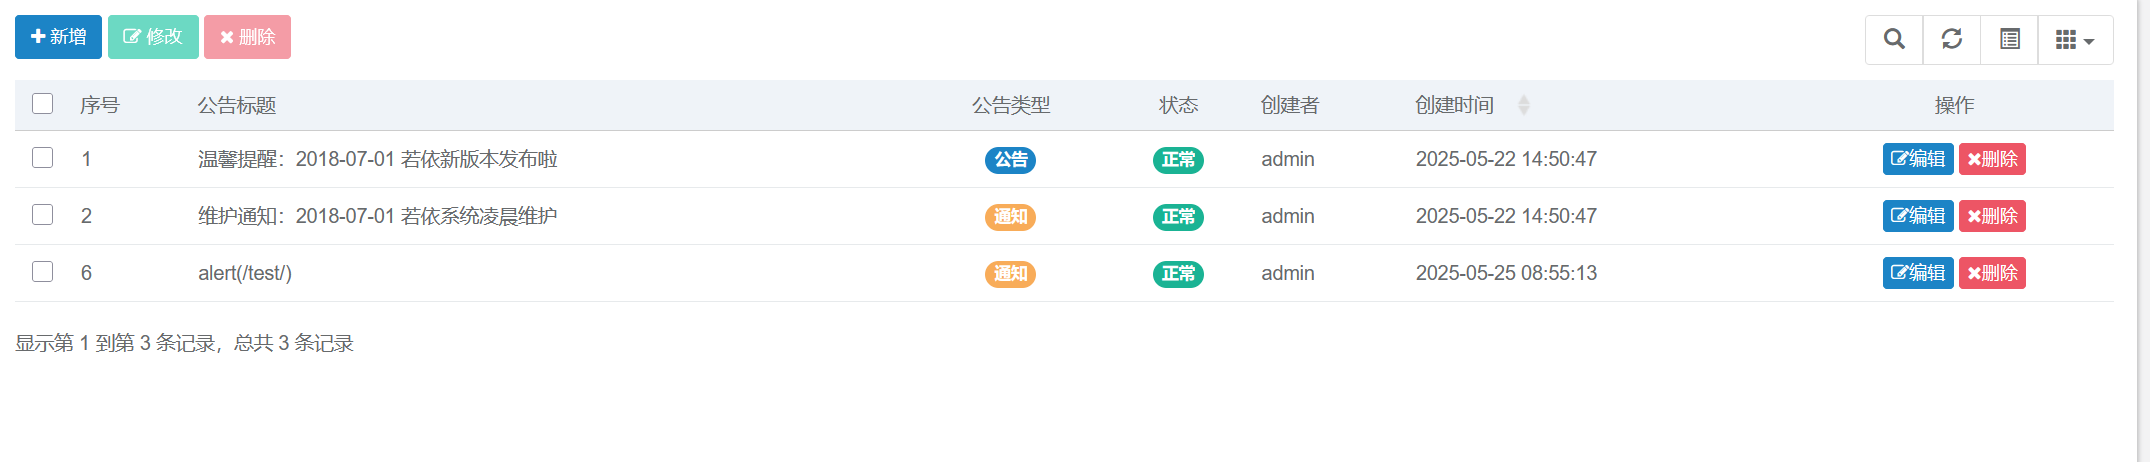 新增 修改 删除
序号 公告标题 公告类型 状态 创建者 创建时间 操作
1 温馨提醒：2018-07-01 若依新版本发布啦 公告 正常 admin 2025-05-22 14:50:47 编辑 删除
2 维护通知：2018-07-01 若依系统凌晨维护 通知 正常 admin 2025-05-22 14:50:47 编辑 删除
6 alert(/test/) 通知 正常 admin 2025-05-25 08:55:13 编辑 删除
显示第 1 到第 3 条记录，总共 3 条记录